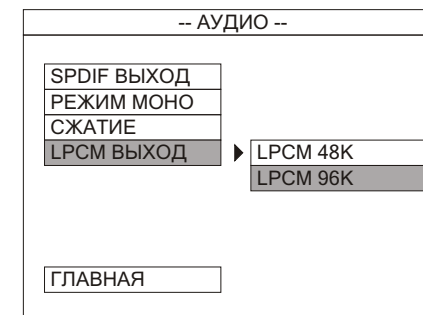 -- АУДИО --
SPDIF ВЫХОД
РЕЖИМ МОНО
СЖАТИЕ
LPCM ВЫХОД
LPCM 48K
LPCM 96K
ГЛАВНАЯ